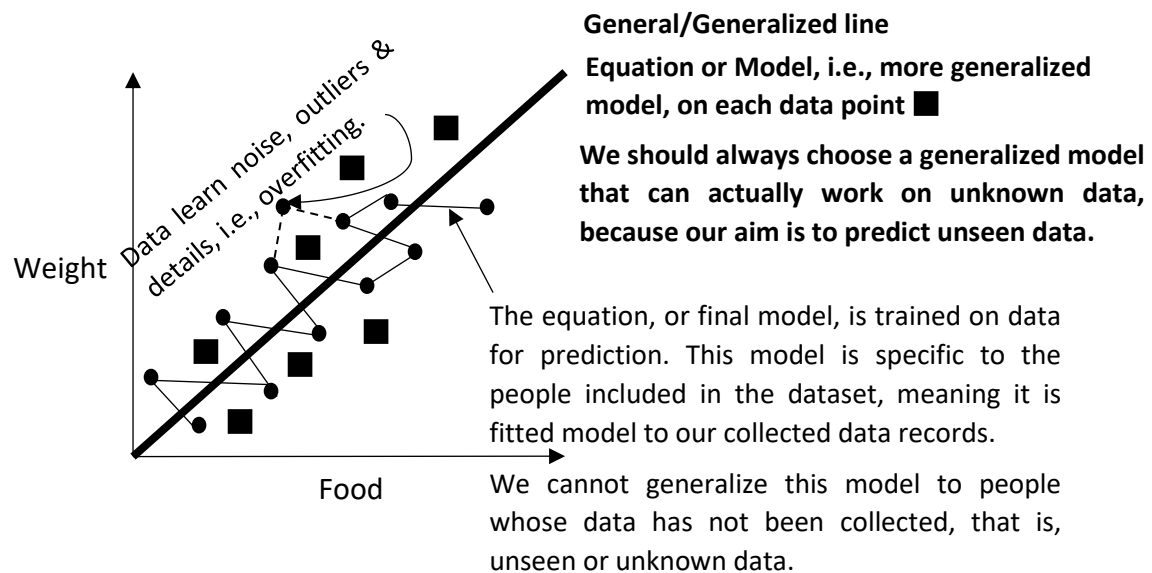 General/Generalized line
Equation or Model, i.e., more generalized
model, on each data point
We should always choose a generalized model
that can actually work on unknown data,
because our aim is to predict unseen data.
Data learn noise, outliers &
details, i.e., overfitting.
Weight
The equation, or final model, is trained on data
for prediction. This model is specific to the
people included in the dataset, meaning it is
fitted model to our collected data records.
Food
We cannot generalize this model to people
whose data has not been collected, that is,
unseen or unknown data.